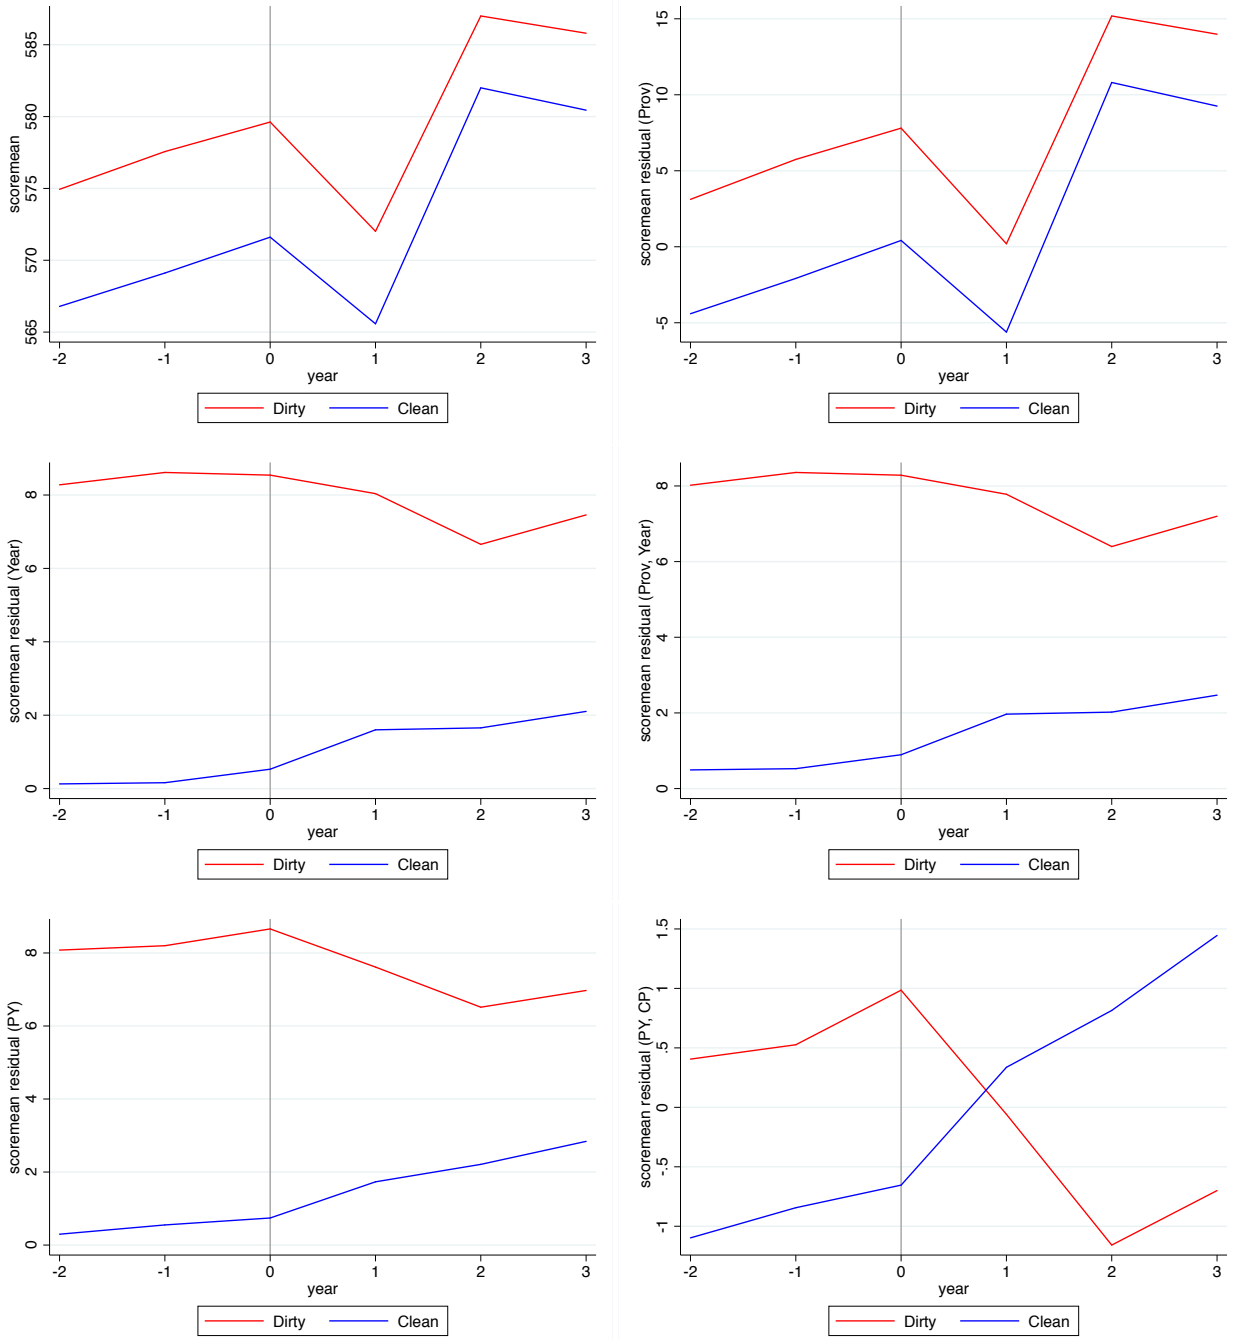 scoremean
585
580
575
570
565
-2 -1 0 1 2 3
year
Dirty Clean
scoremean residual (Prov)
15
10
5
0
-5
-2 -1 0 1 2 3
year
Dirty Clean
scoremean residual (Year)
8
6
4
2
0
-2 -1 0 1 2 3
year
Dirty Clean
scoremean residual (Prov, Year)
8
6
4
2
0
-2 -1 0 1 2 3
year
Dirty Clean
scoremean residual (PY)
8
6
4
2
0
-2 -1 0 1 2 3
year
Dirty Clean
scoremean residual (PY, CP)
1.5
1
.5
0
-.5
-1
-2 -1 0 1 2 3
year
Dirty Clean